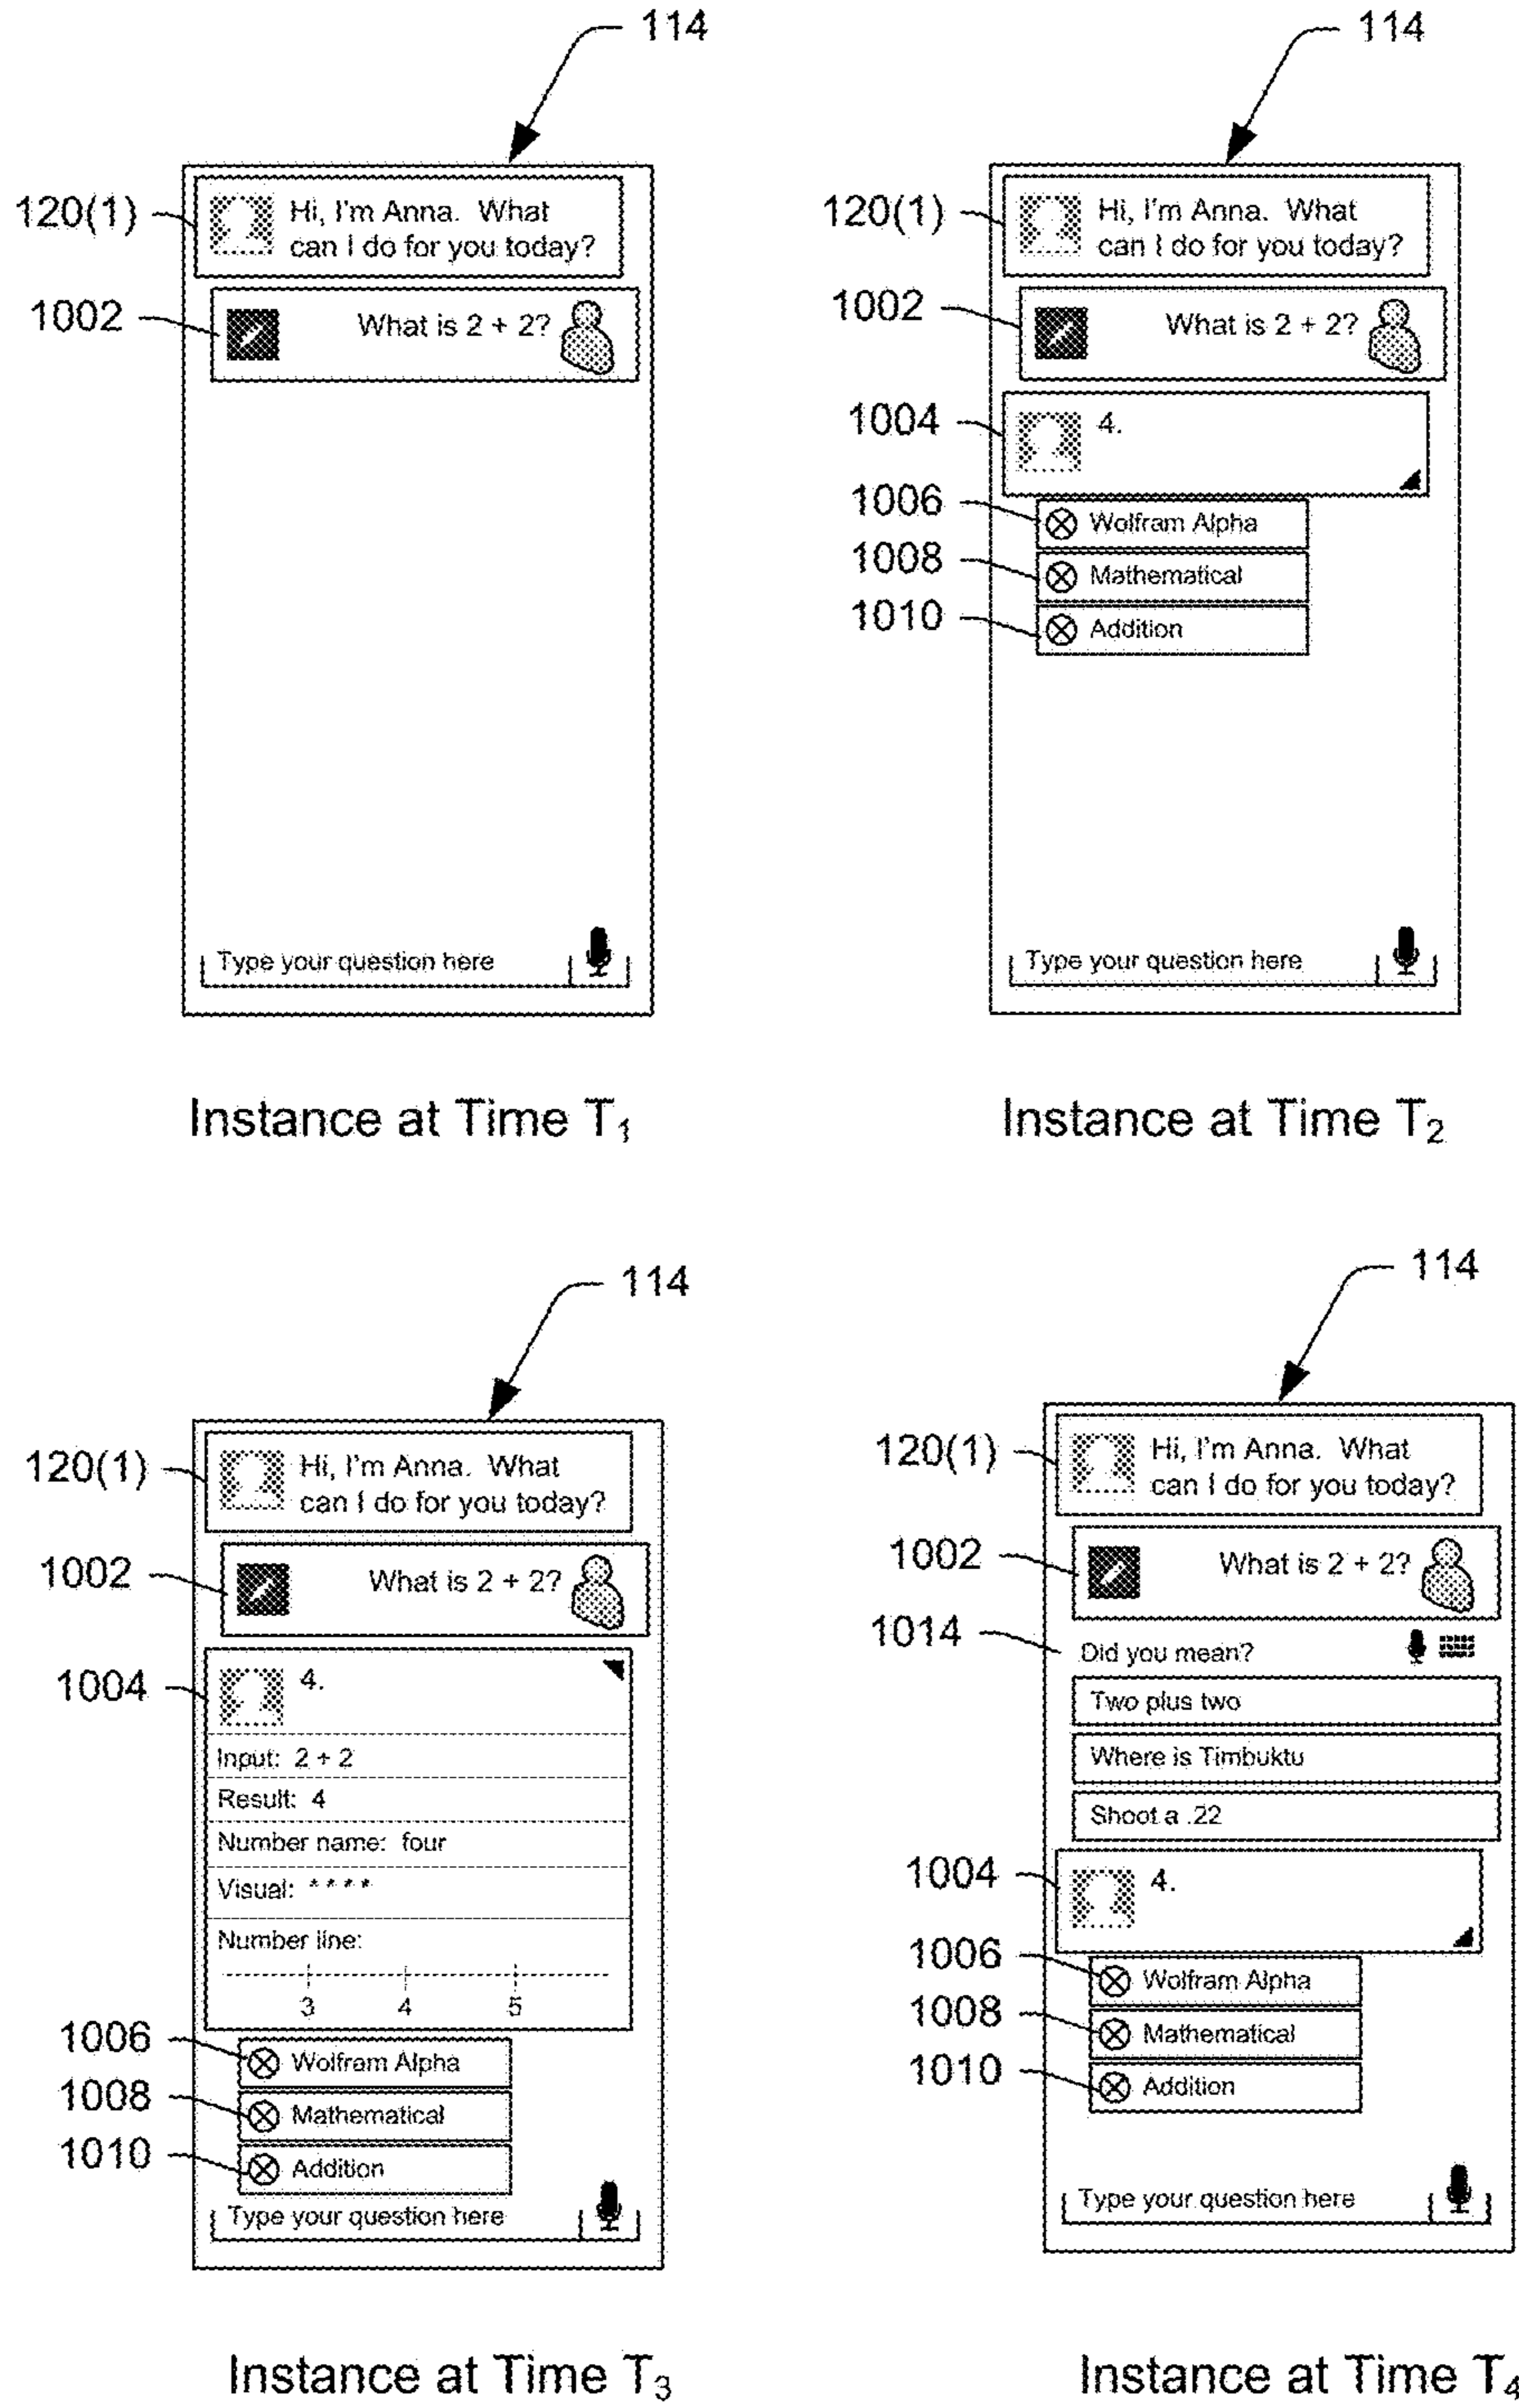 114
120(1)
Hi, I'm Anna. What
can I do for you today?
1002
What is 2 + 2?
Type your question here
Instance at Time T₁
114
120(1)
Hi, I'm Anna. What
can I do for you today?
1002
What is 2 + 2?
1004
4.
1006
Wolfram Alpha
1008
Mathematical
1010
Addition
Type your question here
Instance at Time T₂
114
120(1)
Hi, I'm Anna. What
can I do for you today?
1002
What is 2 + 2?
1004
4.
Input: 2 + 2
Result: 4
Number name: four
Visual: * * * *
Number line:
3 4 5
1006
Wolfram Alpha
1008
Mathematical
1010
Addition
Type your question here
Instance at Time T₃
114
120(1)
Hi, I'm Anna. What
can I do for you today?
1002
What is 2 + 2?
1014
Did you mean?
Two plus two
Where is Timbuktu
Shoot a .22
1004
4.
1006
Wolfram Alpha
1008
Mathematical
1010
Addition
Type your question here
Instance at Time T₄